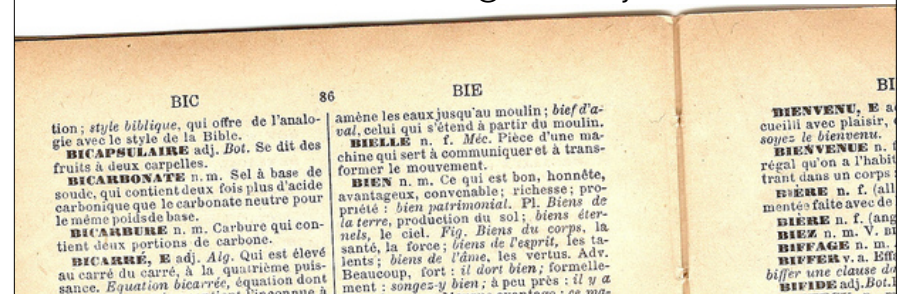 BIC
86
BIE
tion; style biblique, qui offre de l'analo-
gie avec le style de la Bible.
BICAPSULAIRE adj. Bot. Se dit des
fruits à deux carpelles.
BICARBONATE n. m. Sel à base de
soude, qui contient deux fois plus d'acide
carbonique que le carbonate neutre pour
le même poids de base.
BICARBURE n. m. Carbure qui con-
tient deux portions de carbone.
BICARRÉ, E adj. Alg. Qui est élevé
au carré du carré, à la quatrième puis-
sance. Equation bicarrée, équation dont
amène les eaux jusqu'au moulin; bief d'a-
val, celui qui s'étend à partir du moulin.
BIELLE n. f. Méc. Pièce d'une ma-
chine qui sert à communiquer et à trans-
former le mouvement.
BIEN n. m. Ce qui est bon, honnête,
avantageux, convenable; richesse; pro-
priété : bien patrimonial. Pl. Biens de
la terre, production du sol; biens éter-
nels, le ciel. Fig. Biens du corps, la
santé, la force; biens de l'esprit, les ta-
lents; biens de l'âme, les vertus. Adv.
Beaucoup, fort : il dort bien; formelle-
ment : songez-y bien; à peu près : il y a
BI
BIENVENU, E
cueilli avec plaisir,
soyez le bienvenu.
BIENVENUE n. f
régal qu'on a l'habit
trant dans un corps
BIÈRE n. f. (all
mentée faite avec de
BIÈRE n. f. (ang
BIEZ n. m. V. BI
BIFFAGE n. m.
BIFFER v. a. Effa
biffer une clause da
BIFIDE adj. Bot.